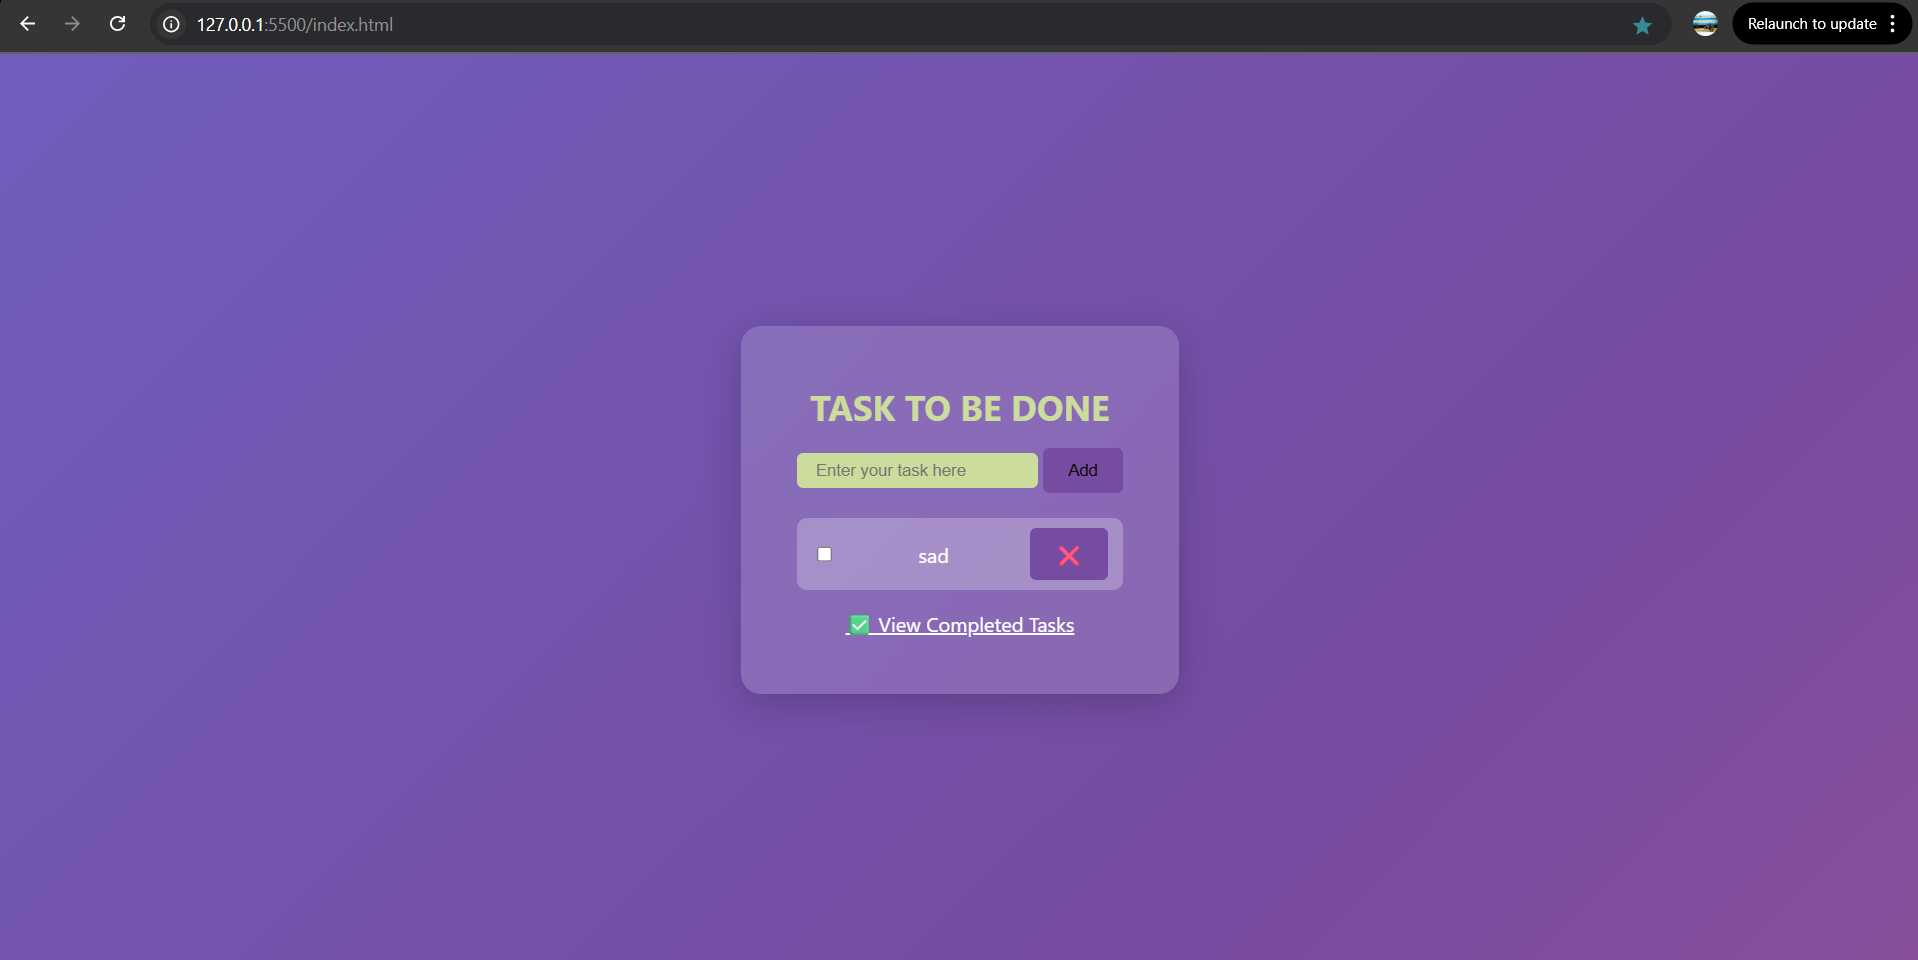 127.0.0.1:5500/index.html
Relaunch to update
TASK TO BE DONE
Enter your task here
Add
sad
View Completed Tasks